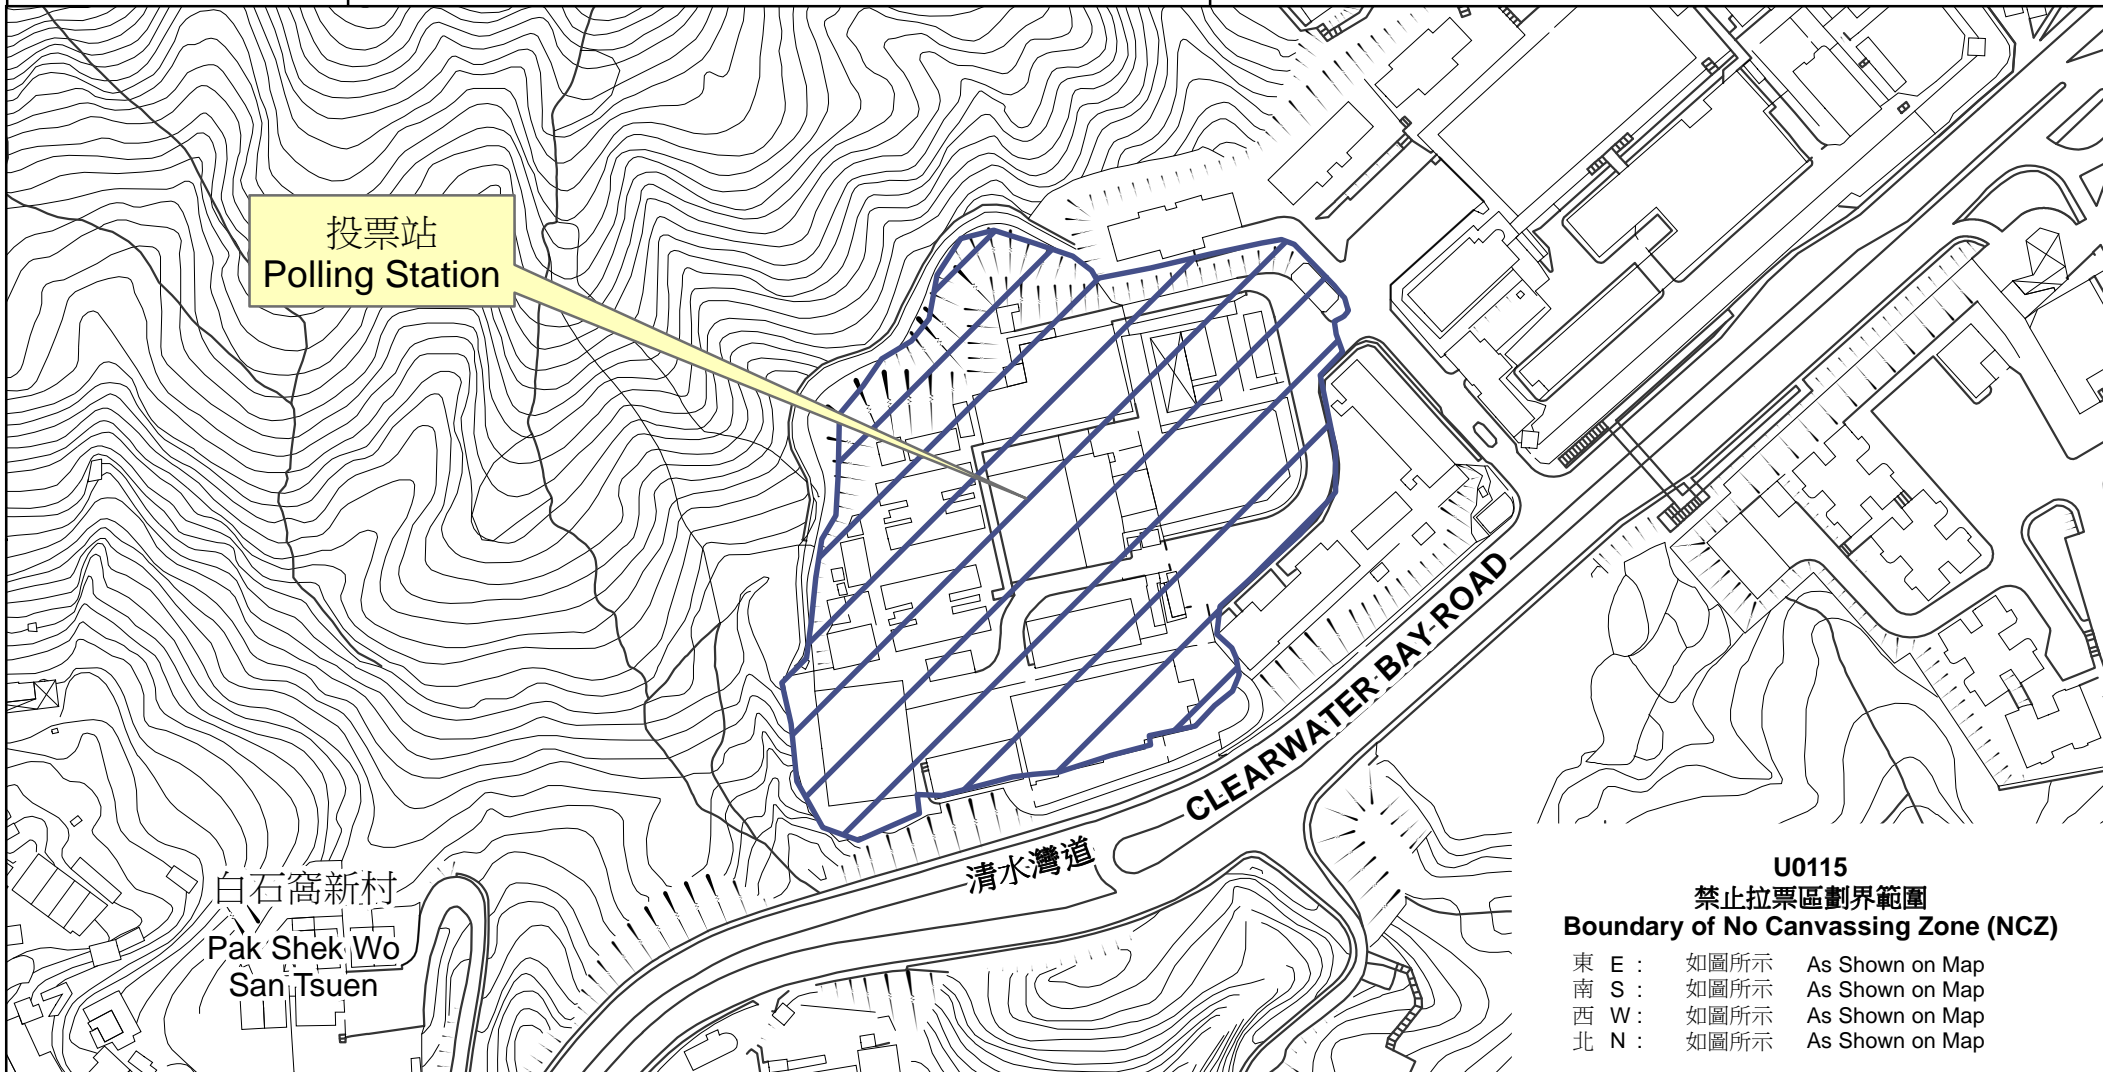 投票站
Polling Station
CLEARWATER BAY ROAD
清水灣道
白石窩新村
Pak Shek Wo
San Tsuen
U0115
禁止拉票區劃界範圍
Boundary of No Canvassing Zone (NCZ)
東 E : 如圖所示 As Shown on Map
南 S : 如圖所示 As Shown on Map
西 W : 如圖所示 As Shown on Map
北 N : 如圖所示 As Shown on Map